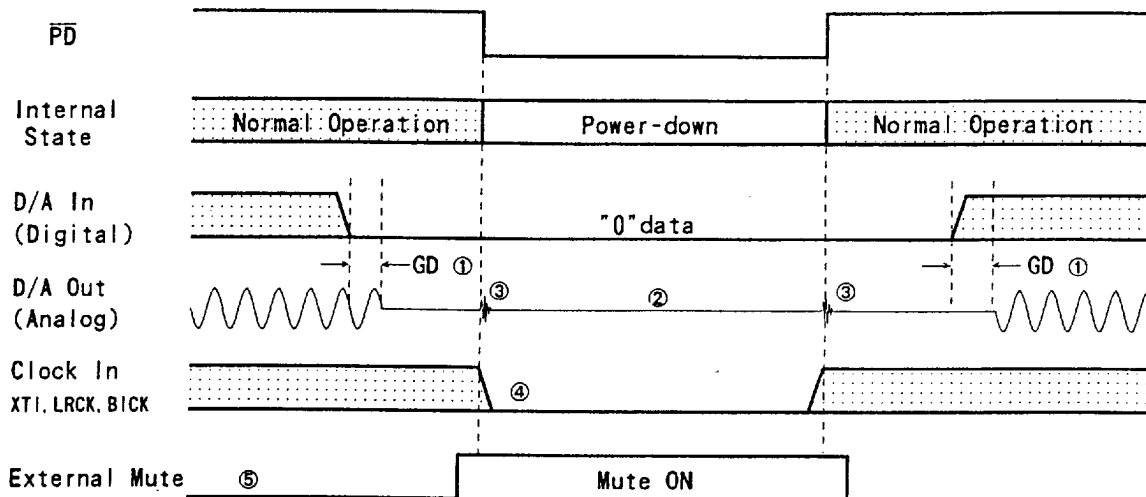 PD
Internal State
Normal Operation
Power-down
Normal Operation
D/A In
(Digital)
"0"data
GD ①
GD ①
D/A Out
(Analog)
③
②
③
Clock In
XTI, LRCK, BICK
④
External Mute
⑤
Mute ON